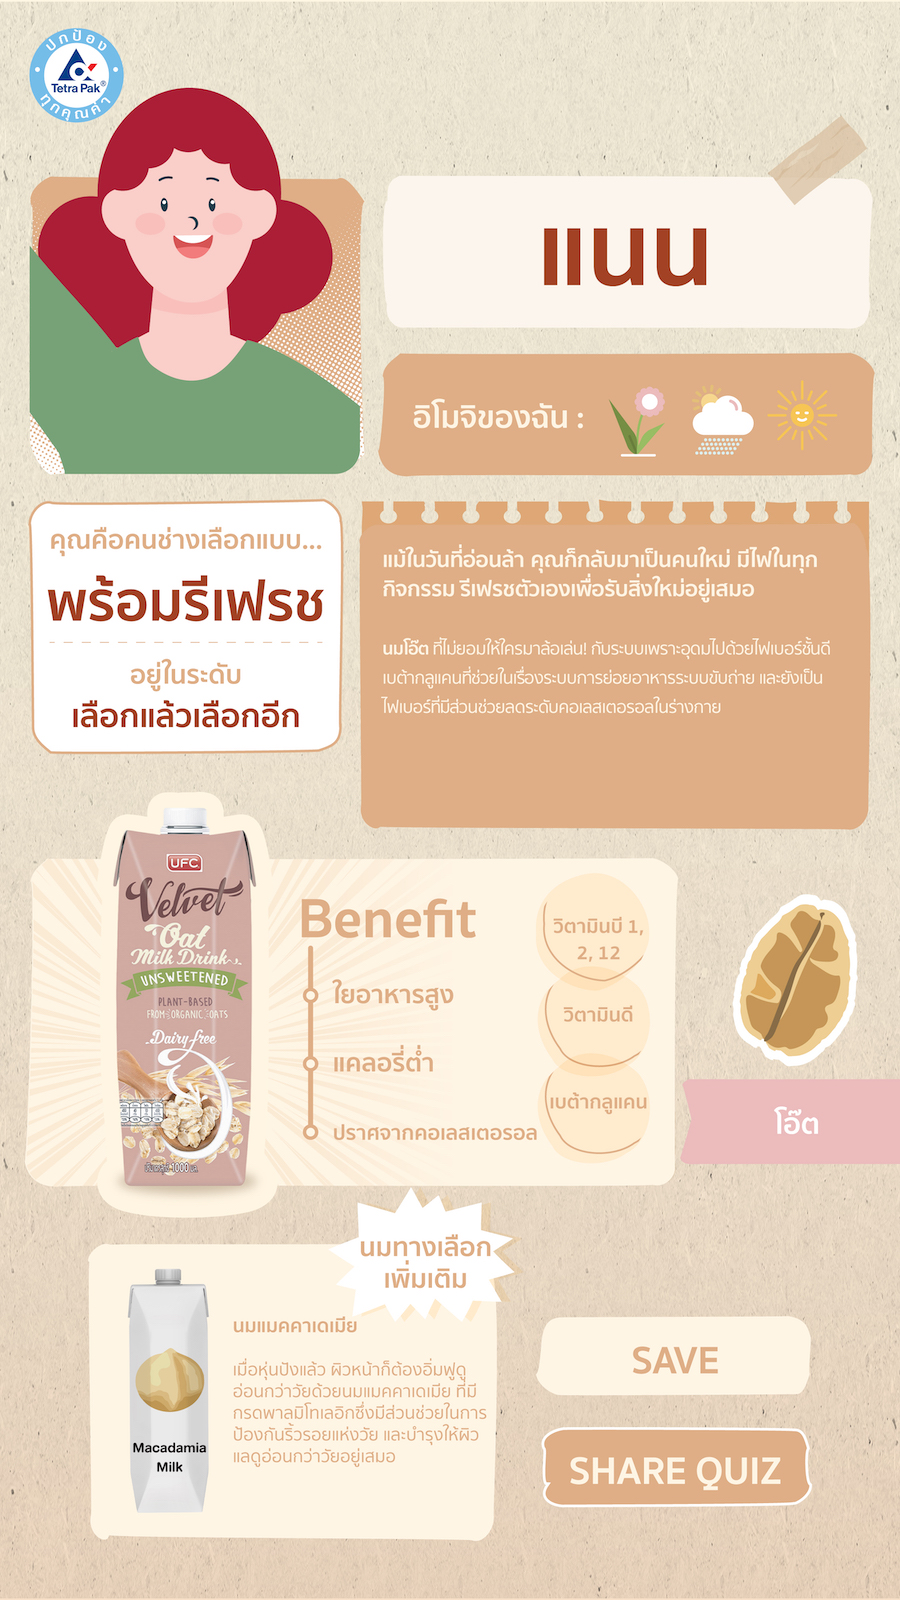 ปกป้อง
Tetra Pak®
ทุกคุณค่า
แนน
อิโมจิของฉัน :
คุณคือคนช่างเลือกแบบ...
พร้อมรีเฟรช
อยู่ในระดับ
เลือกแล้วเลือกอีก
แม้ในวันที่อ่อนล้า คุณก็กลับมาเป็นคนใหม่ มีไฟในทุก
กิจกรรม รีเฟรชตัวเองเพื่อรับสิ่งใหม่อยู่เสมอ
นมโอ๊ต ที่ไม่ยอมให้ใครมาล้อเล่น! กับระบบเพราะอุดมไปด้วยไฟเบอร์ชั้นดี
เบต้ากลูแคนที่ช่วยในเรื่องระบบการย่อยอาหารระบบขับถ่าย และยังเป็น
ไฟเบอร์ที่มีส่วนช่วยลดระดับคอเลสเตอรอลในร่างกาย
UFC
Velvet
Oat
Milk Drink
UNSWEETENED
PLANT-BASED
FROM ORGANIC OATS
Dairy free
1000
Benefit
ใยอาหารสูง
แคลอรี่ต่ำ
ปราศจากคอเลสเตอรอล
วิตามินบี 1,
2, 12
วิตามินดี
เบต้ากลูแคน
โอ๊ต
นมทางเลือก
เพิ่มเติม
นมแมคคาเดเมีย
เมื่อหุ่นปังแล้ว ผิวหน้าก็ต้องอิ่มฟูดู
อ่อนกว่าวัยด้วยนมแมคคาเดเมีย ที่มี
กรดพาลมิโทเลอิกซึ่งมีส่วนช่วยในการ
ป้องกันริ้วรอยแห่งวัย และบำรุงให้ผิว
แลดูอ่อนกว่าวัยอยู่เสมอ
Macadamia
Milk
SAVE
SHARE QUIZ